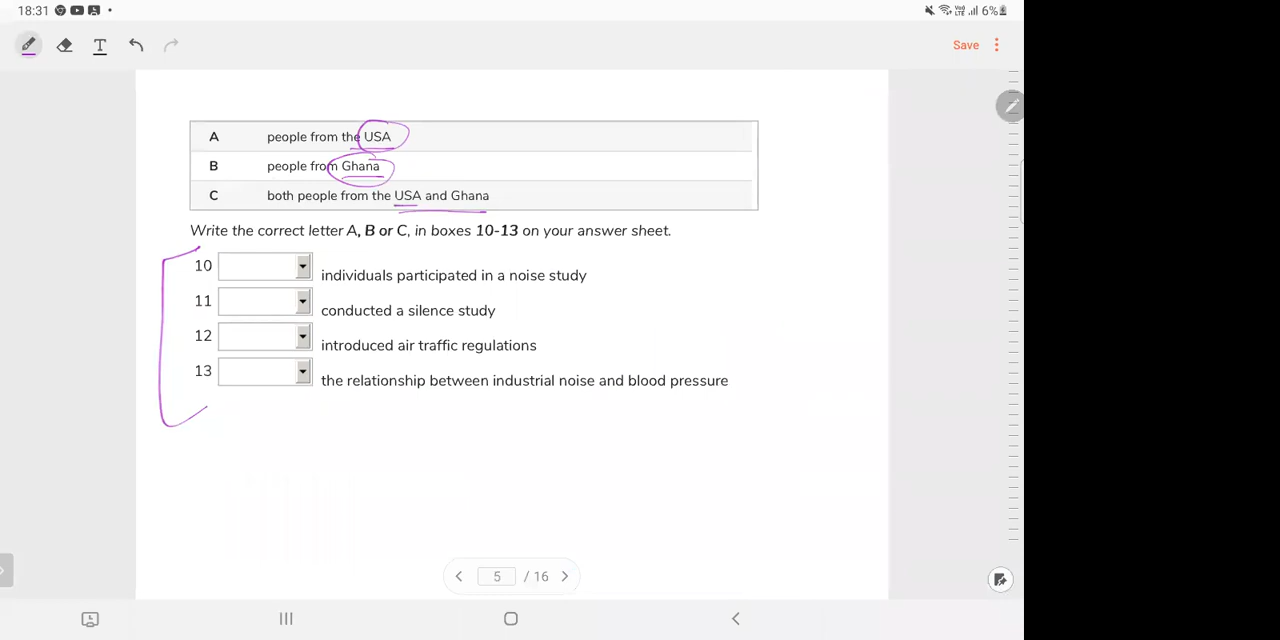 18:31
6%
Save
A people from the USA
B people from Ghana
C both people from the USA and Ghana
Write the correct letter A, B or C, in boxes 10-13 on your answer sheet.
10 individuals participated in a noise study
11 conducted a silence study
12 introduced air traffic regulations
13 the relationship between industrial noise and blood pressure
5 / 16